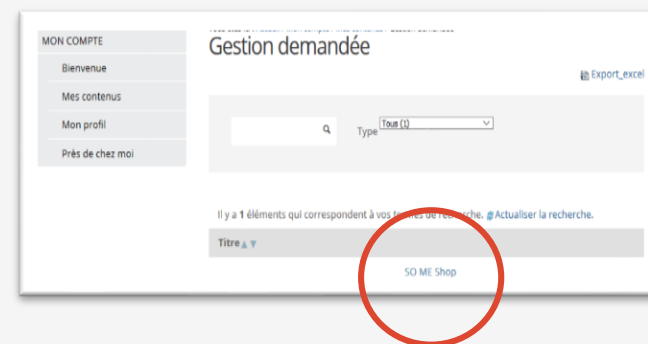 MON COMPTE
Bienvenue
Mes contenus
Mon profil
Près de chez moi
Gestion demandée
Export_excel
Type
Tous (1)
Il y a 1 éléments qui correspondent à vos termes de recherche. Actualiser la recherche.
Titre
SO ME Shop